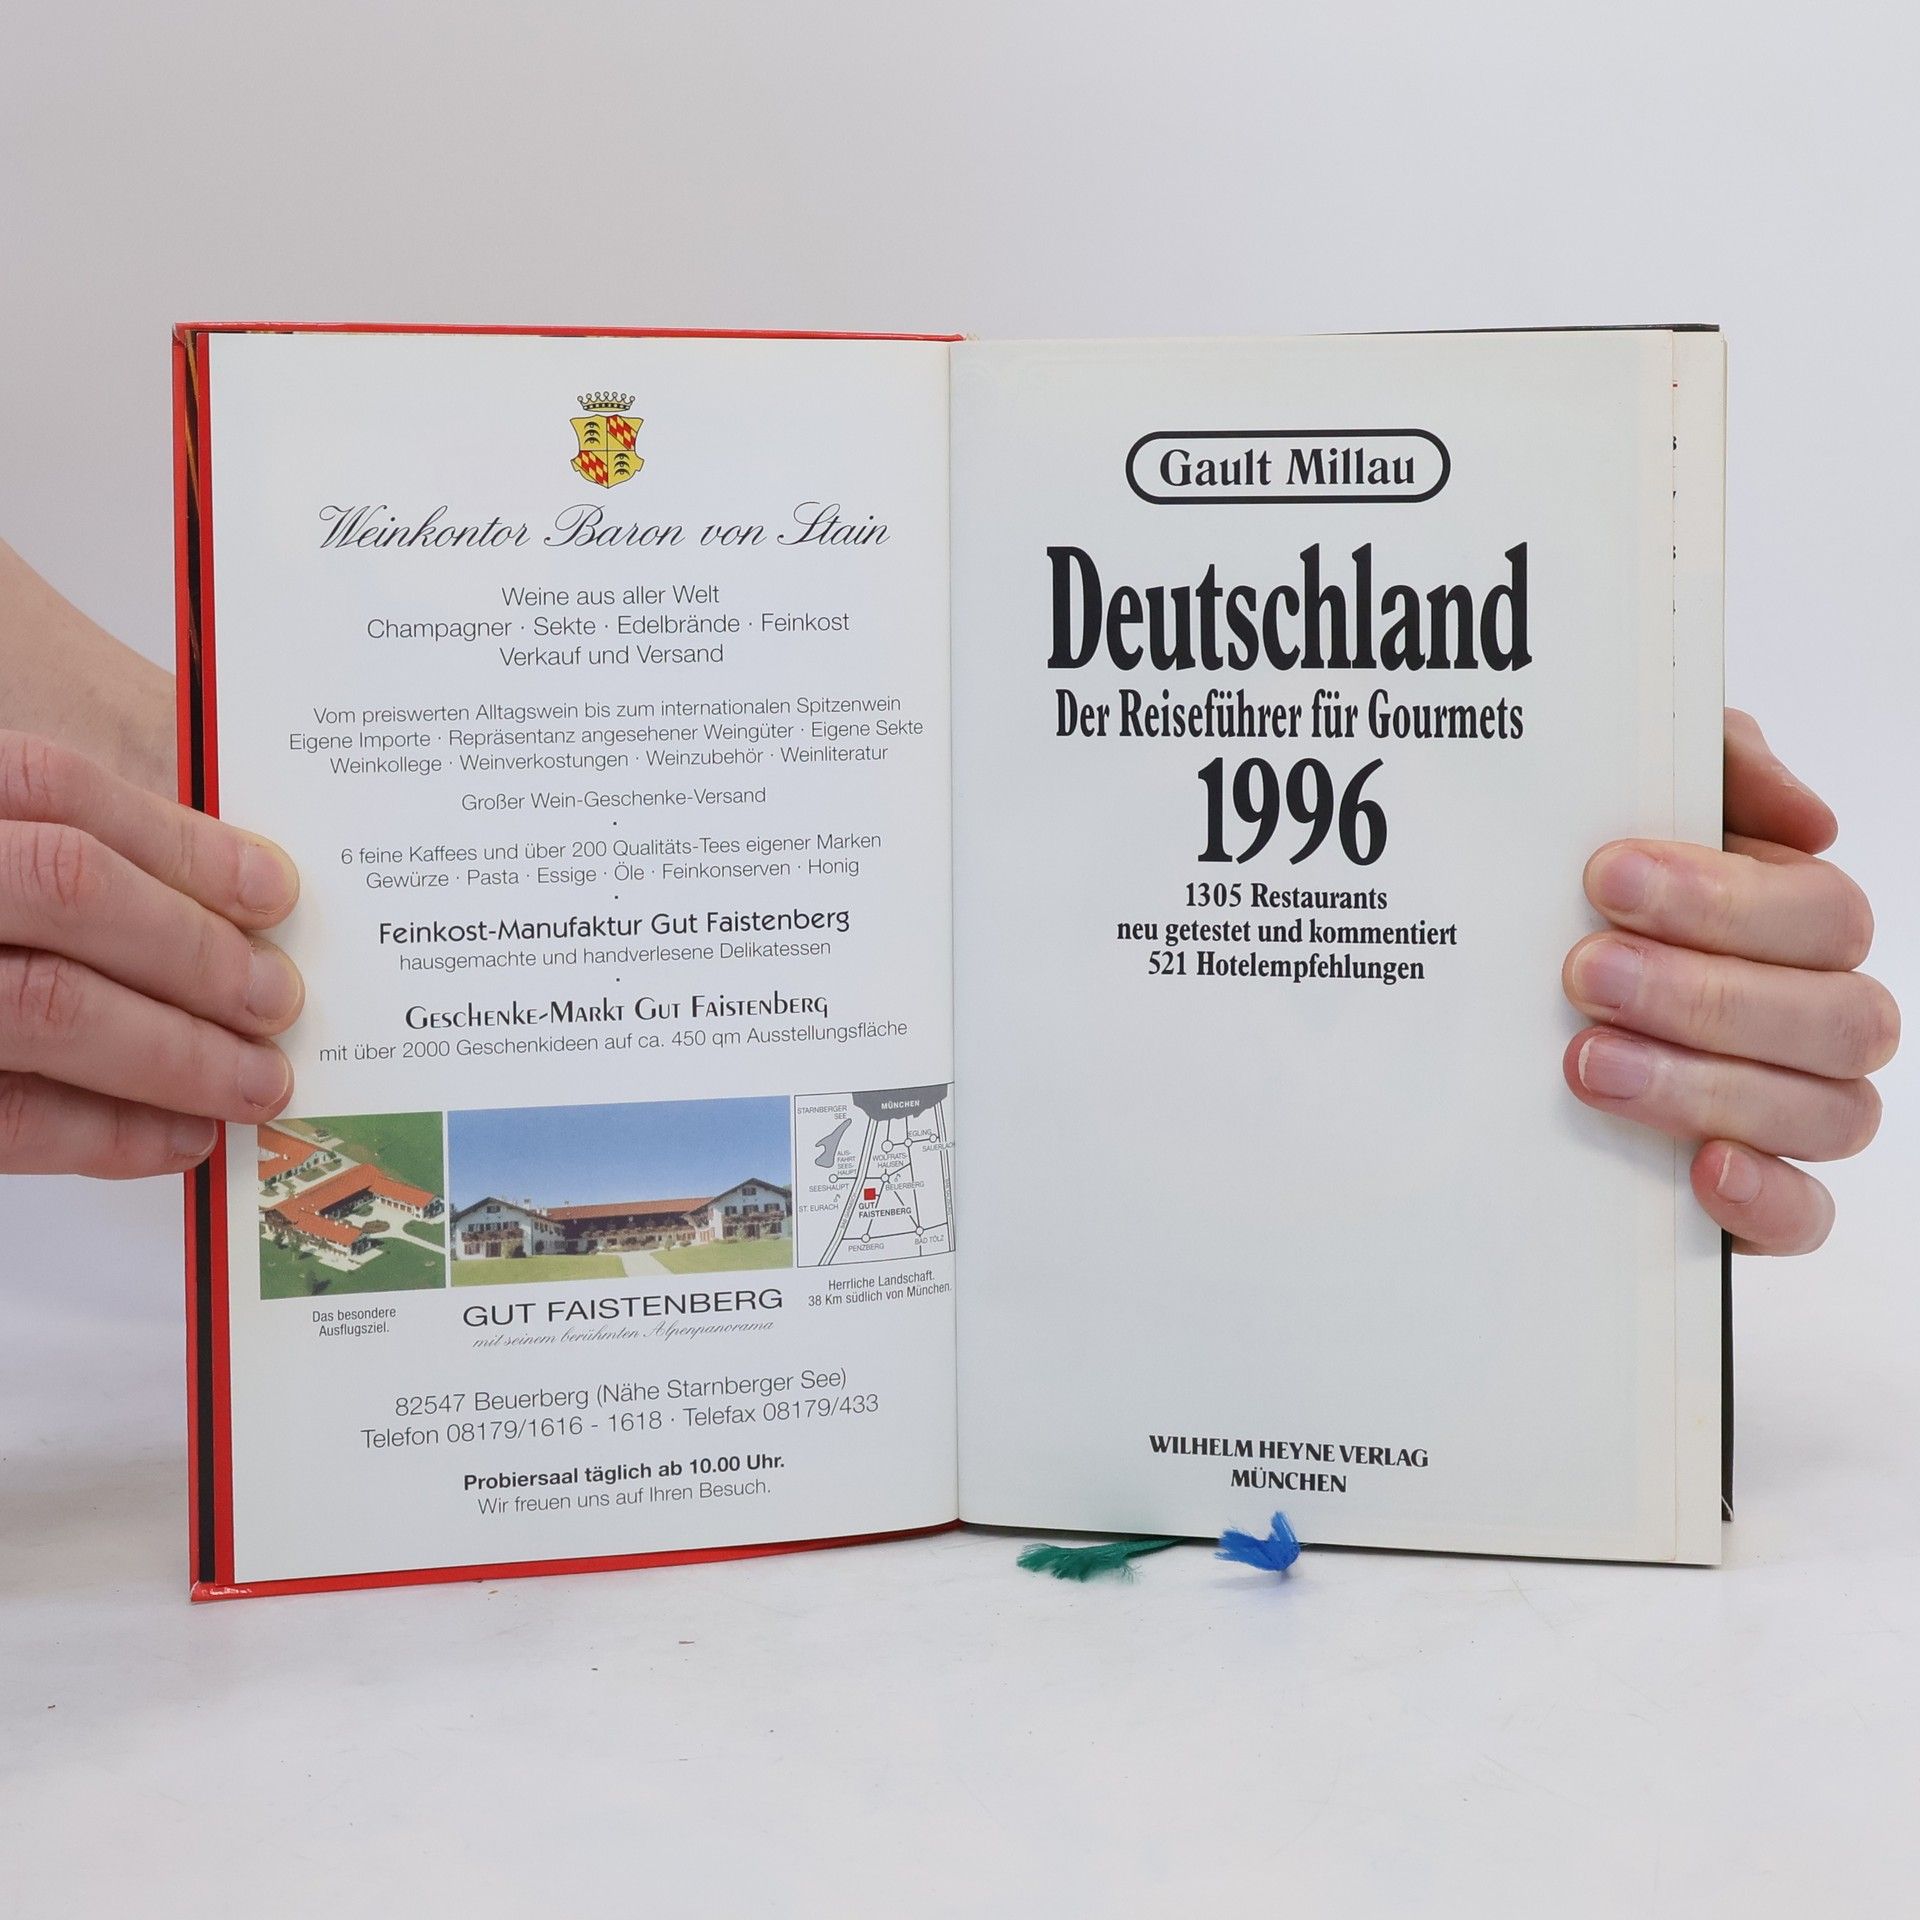 Weinkontor Baron von Stain
Weine aus aller Welt
Champagner · Sekte · Edelbrände · Feinkost
Verkauf und Versand
Vom preiswerten Alltagswein bis zum internationalen Spitzenwein
Eigene Importe · Repräsentanz angesehener Weingüter · Eigene Sekte
Weinkollege · Weinverkostungen · Weinzubehör · Weinliteratur
Großer Wein-Geschenke-Versand
·
6 feine Kaffees und über 200 Qualitäts-Tees eigener Marken
Gewürze · Pasta · Essige · Öle · Feinkonserven · Honig
·
Feinkost-Manufaktur Gut Faistenberg
hausgemachte und handverlesene Delikatessen
·
Geschenke-Markt Gut Faistenberg
mit über 2000 Geschenkideen auf ca. 450 qm Ausstellungsfläche
MÜNCHEN
STARNBERGER
SEE
EGLING
SAUERLACH
AUS-
FAHRT
SEES-
HAUPT
WOLFRATS-
HAUSEN
SEESHAUPT
BEUERBERG
ST. EURACH
GUT
FAISTENBERG
PENZBERG
BAD TÖLZ
Das besondere
Ausflugsziel.
GUT FAISTENBERG
mit seinem berühmten Alpenpanorama
Herrliche Landschaft.
38 Km südlich von München.
82547 Beuerberg (Nähe Starnberger See)
Telefon 08179/1616 - 1618 · Telefax 08179/433
Probiersaal täglich ab 10.00 Uhr.
Wir freuen uns auf Ihren Besuch.
Gault Millau
Deutschland
Der Reiseführer für Gourmets
1996
1305 Restaurants
neu getestet und kommentiert
521 Hotelempfehlungen
WILHELM HEYNE VERLAG
MÜNCHEN